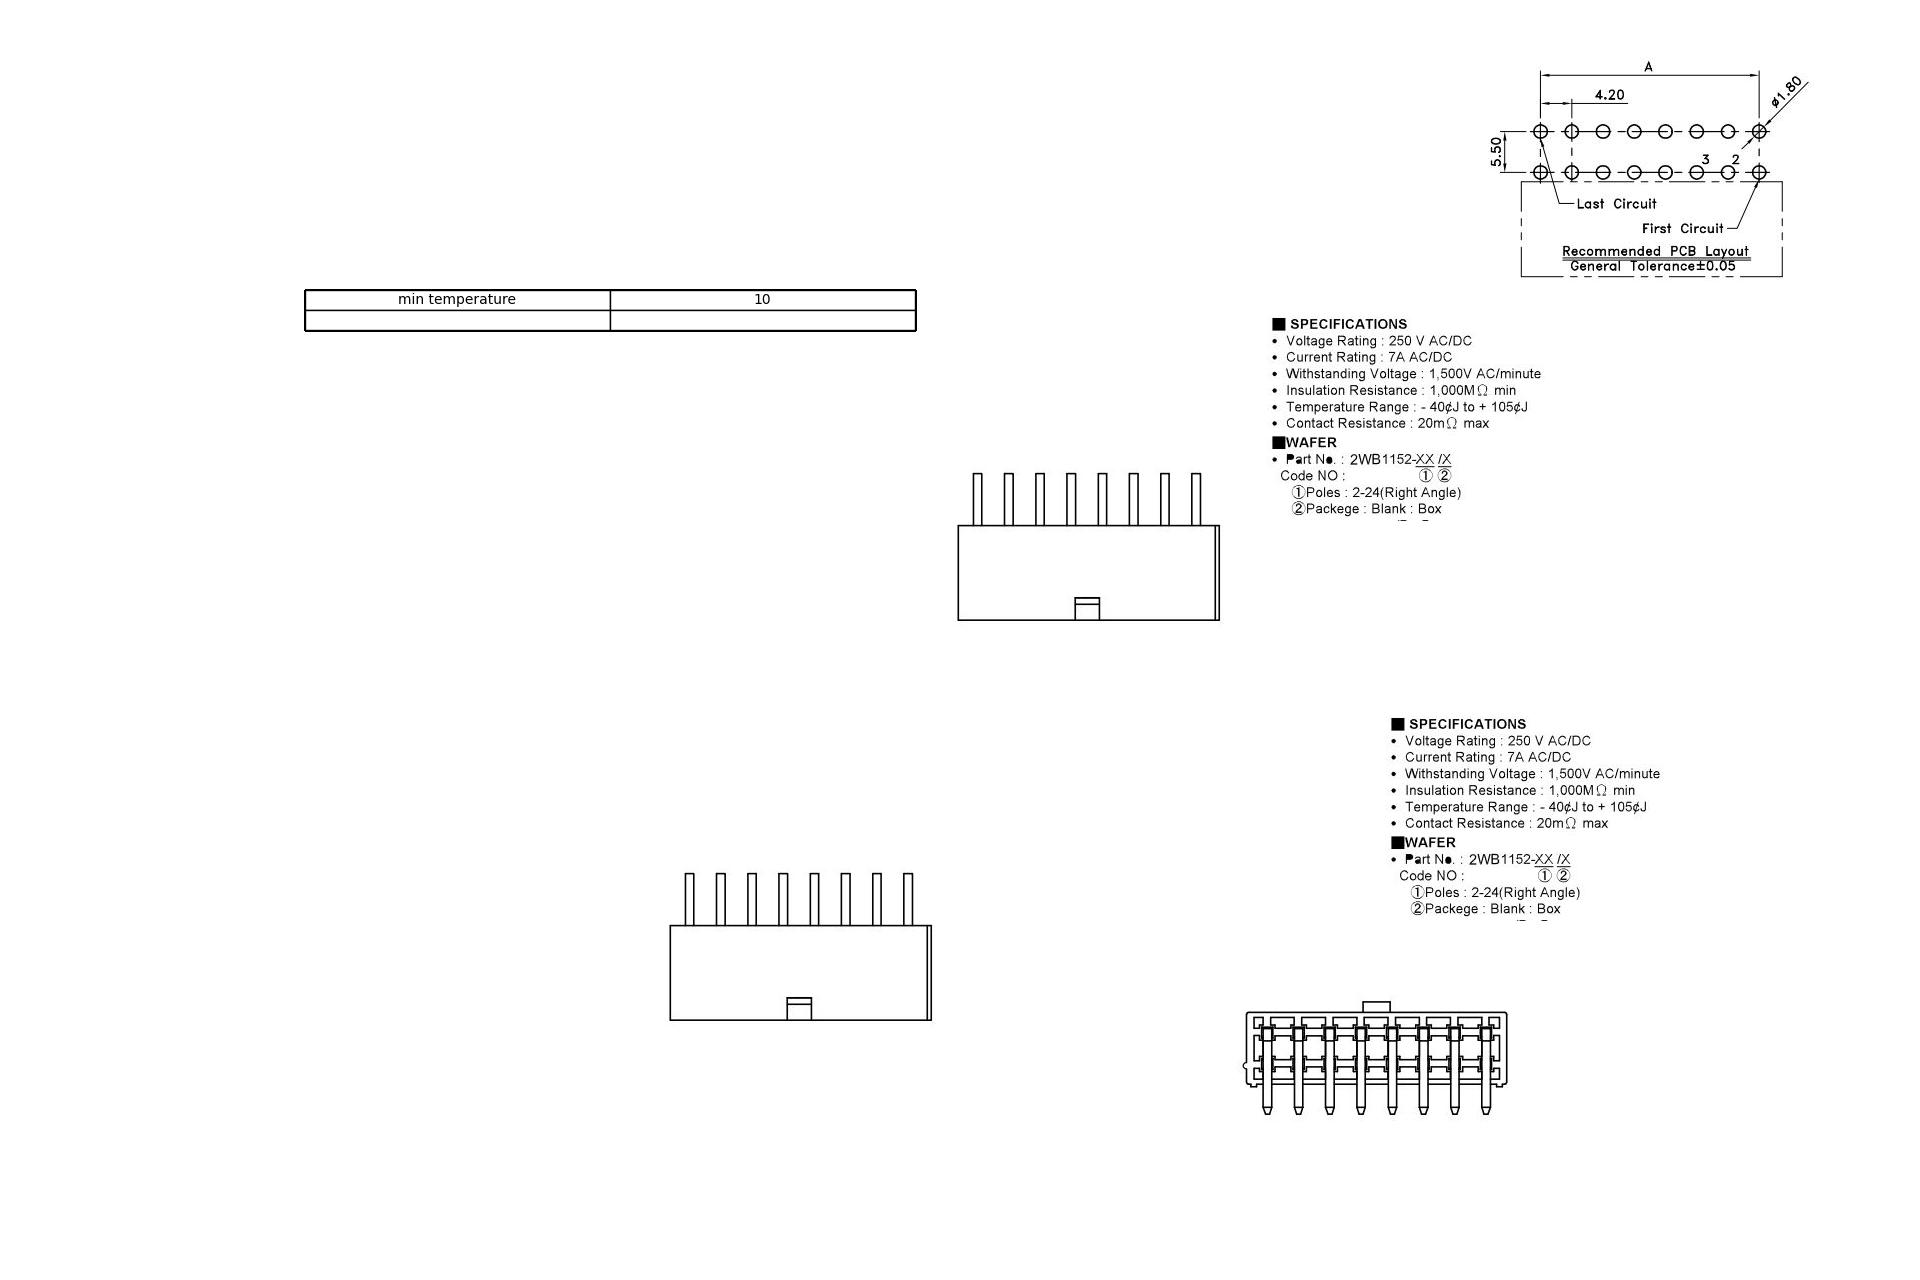 A
4.20
ø1.80
5.50
3 2
Last Circuit
First Circuit
Recommended PCB Layout
General Tolerance±0.05
min temperature 10
■ SPECIFICATIONS
• Voltage Rating : 250 V AC/DC
• Current Rating : 7A AC/DC
• Withstanding Voltage : 1,500V AC/minute
• Insulation Resistance : 1,000MΩ min
• Temperature Range : - 40¢J to + 105¢J
• Contact Resistance : 20mΩ max
■WAFER
• Part No. : 2WB1152-XX /X
Code NO : ① ②
①Poles : 2-24(Right Angle)
②Packege : Blank : Box
■ SPECIFICATIONS
• Voltage Rating : 250 V AC/DC
• Current Rating : 7A AC/DC
• Withstanding Voltage : 1,500V AC/minute
• Insulation Resistance : 1,000MΩ min
• Temperature Range : - 40¢J to + 105¢J
• Contact Resistance : 20mΩ max
■WAFER
• Part No. : 2WB1152-XX /X
Code NO : ① ②
①Poles : 2-24(Right Angle)
②Packege : Blank : Box